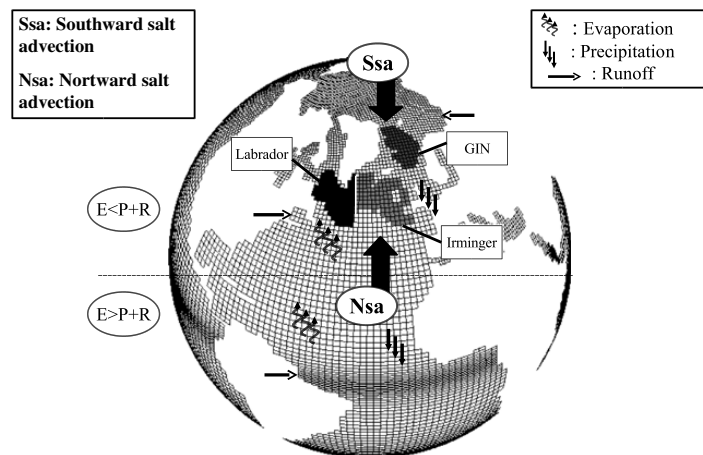 Ssa: Southward salt
advection
Nsa: Nortward salt
advection
Ssa
: Evaporation
: Precipitation
: Runoff
Labrador
GIN
E<P+R
Irminger
Nsa
E>P+R